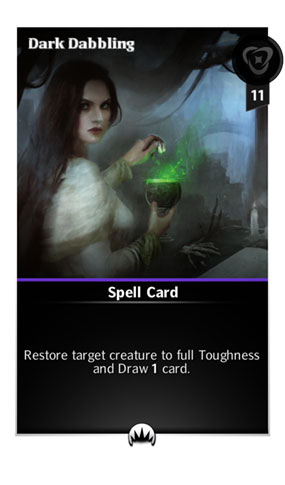 Dark Dabbling
11
Spell Card
Restore target creature to full Toughness
and Draw 1 card.